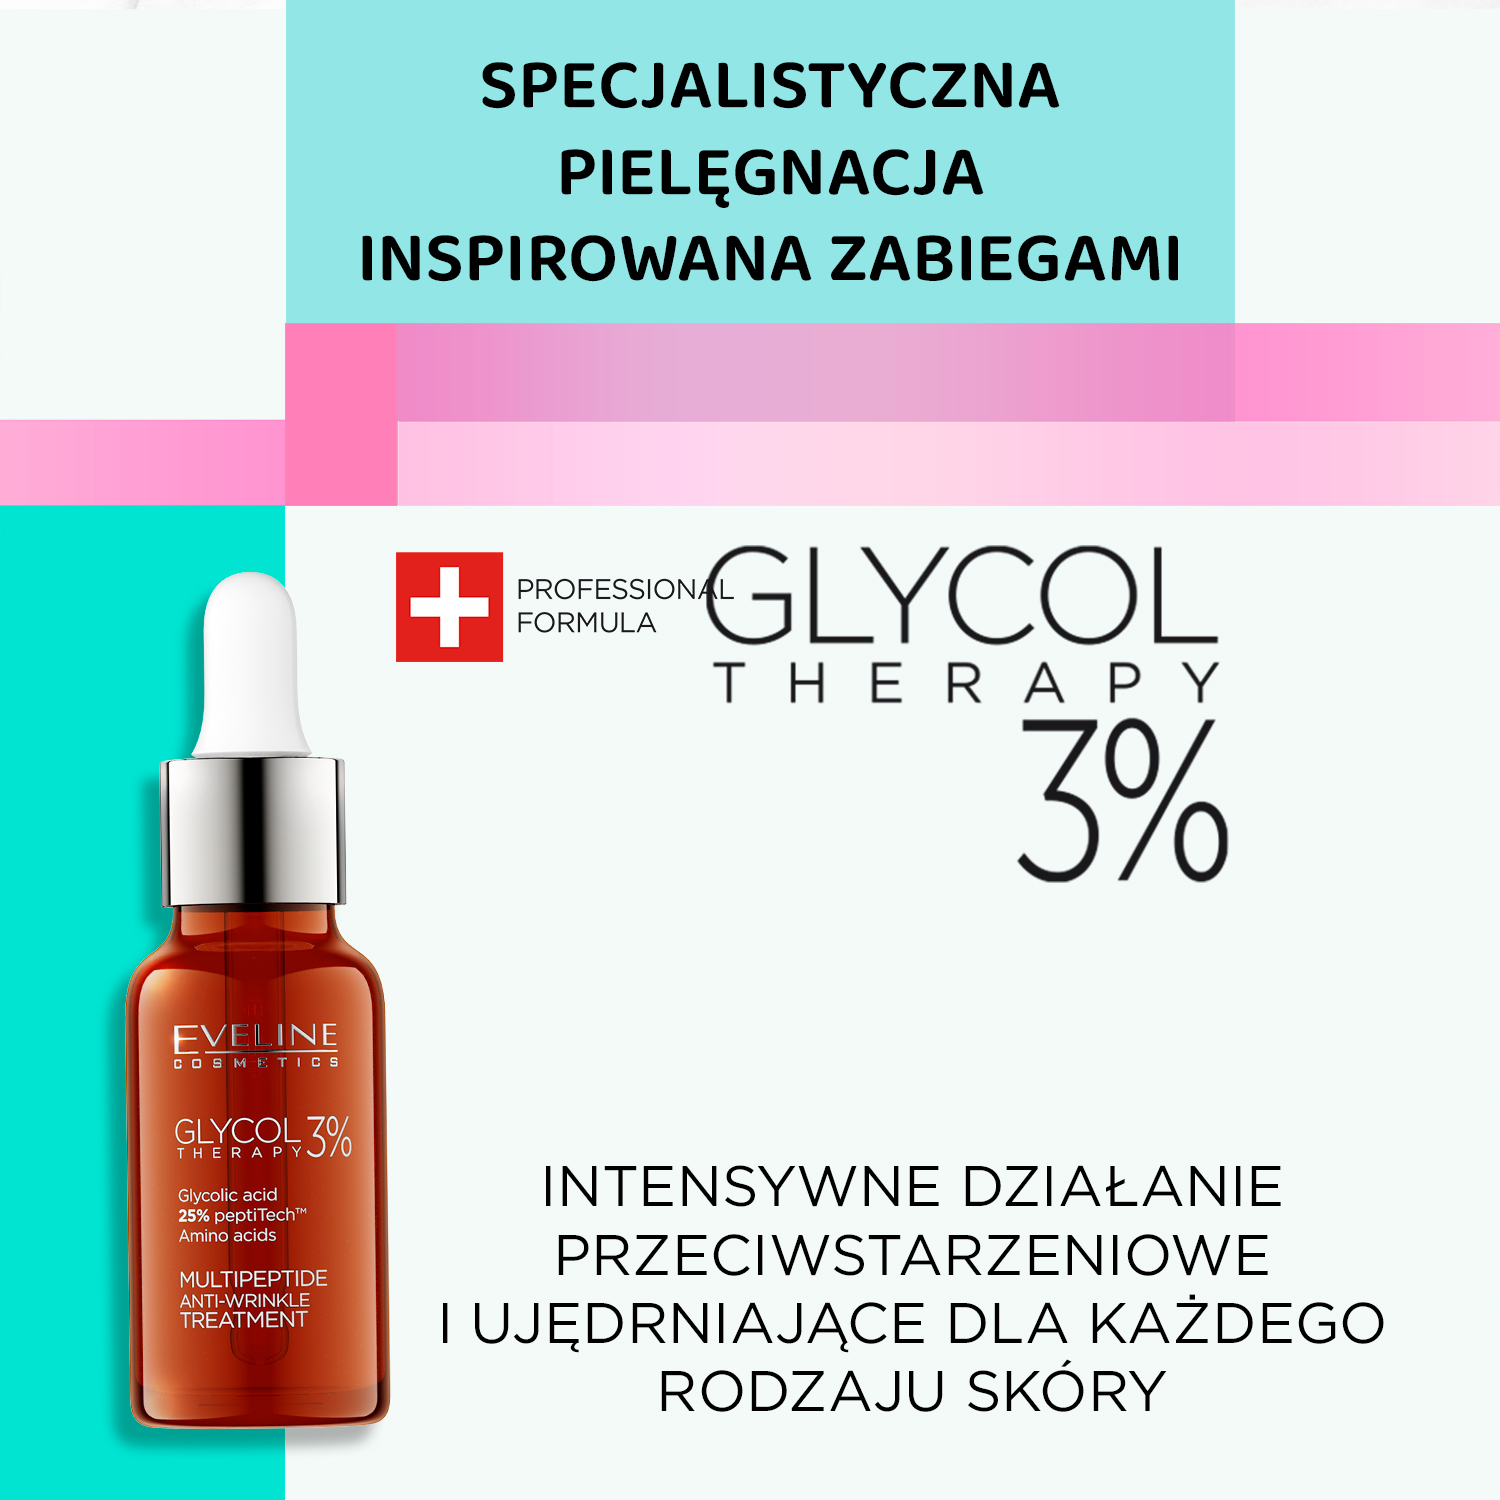 SPECJALISTYCZNA
PIELĘGNACJA
INSPIROWANA ZABIEGAMI
PROFESSIONAL
FORMULA
GLYCOL
THERAPY
3%
EVELINE
COSMETICS
GLYCOL 3%
THERAPY
Glycolic acid
25% peptiTech™
Amino acids
MULTIPEPTIDE
ANTI-WRINKLE
TREATMENT
INTENSYWNE DZIAŁANIE
PRZECIWSTARZENIOWE
I UJĘDRNIAJĄCE DLA KAŻDEGO
RODZAJU SKÓRY